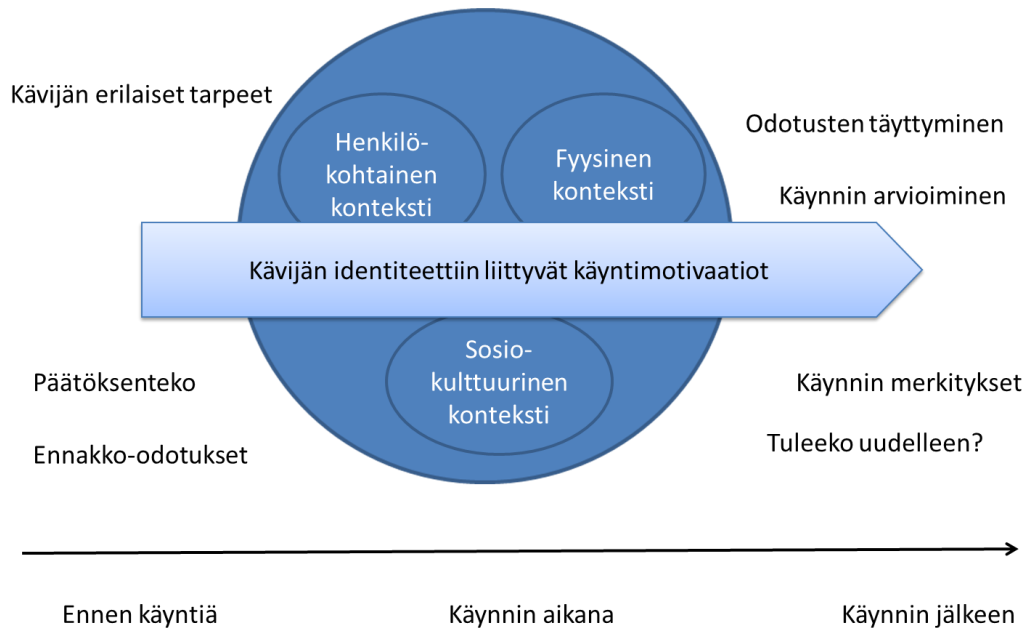 Kävijän erilaiset tarpeet
Henkilö-
kohtainen
konteksti
Fyysinen
konteksti
Odotusten täyttyminen
Käynnin arvioiminen
Kävijän identiteettiin liittyvät käyntimotivaatiot
Päätöksenteko
Ennakko-odotukset
Sosio-
kulttuurinen
konteksti
Käynnin merkitykset
Tuleeko uudelleen?
Ennen käyntiä
Käynnin aikana
Käynnin jälkeen